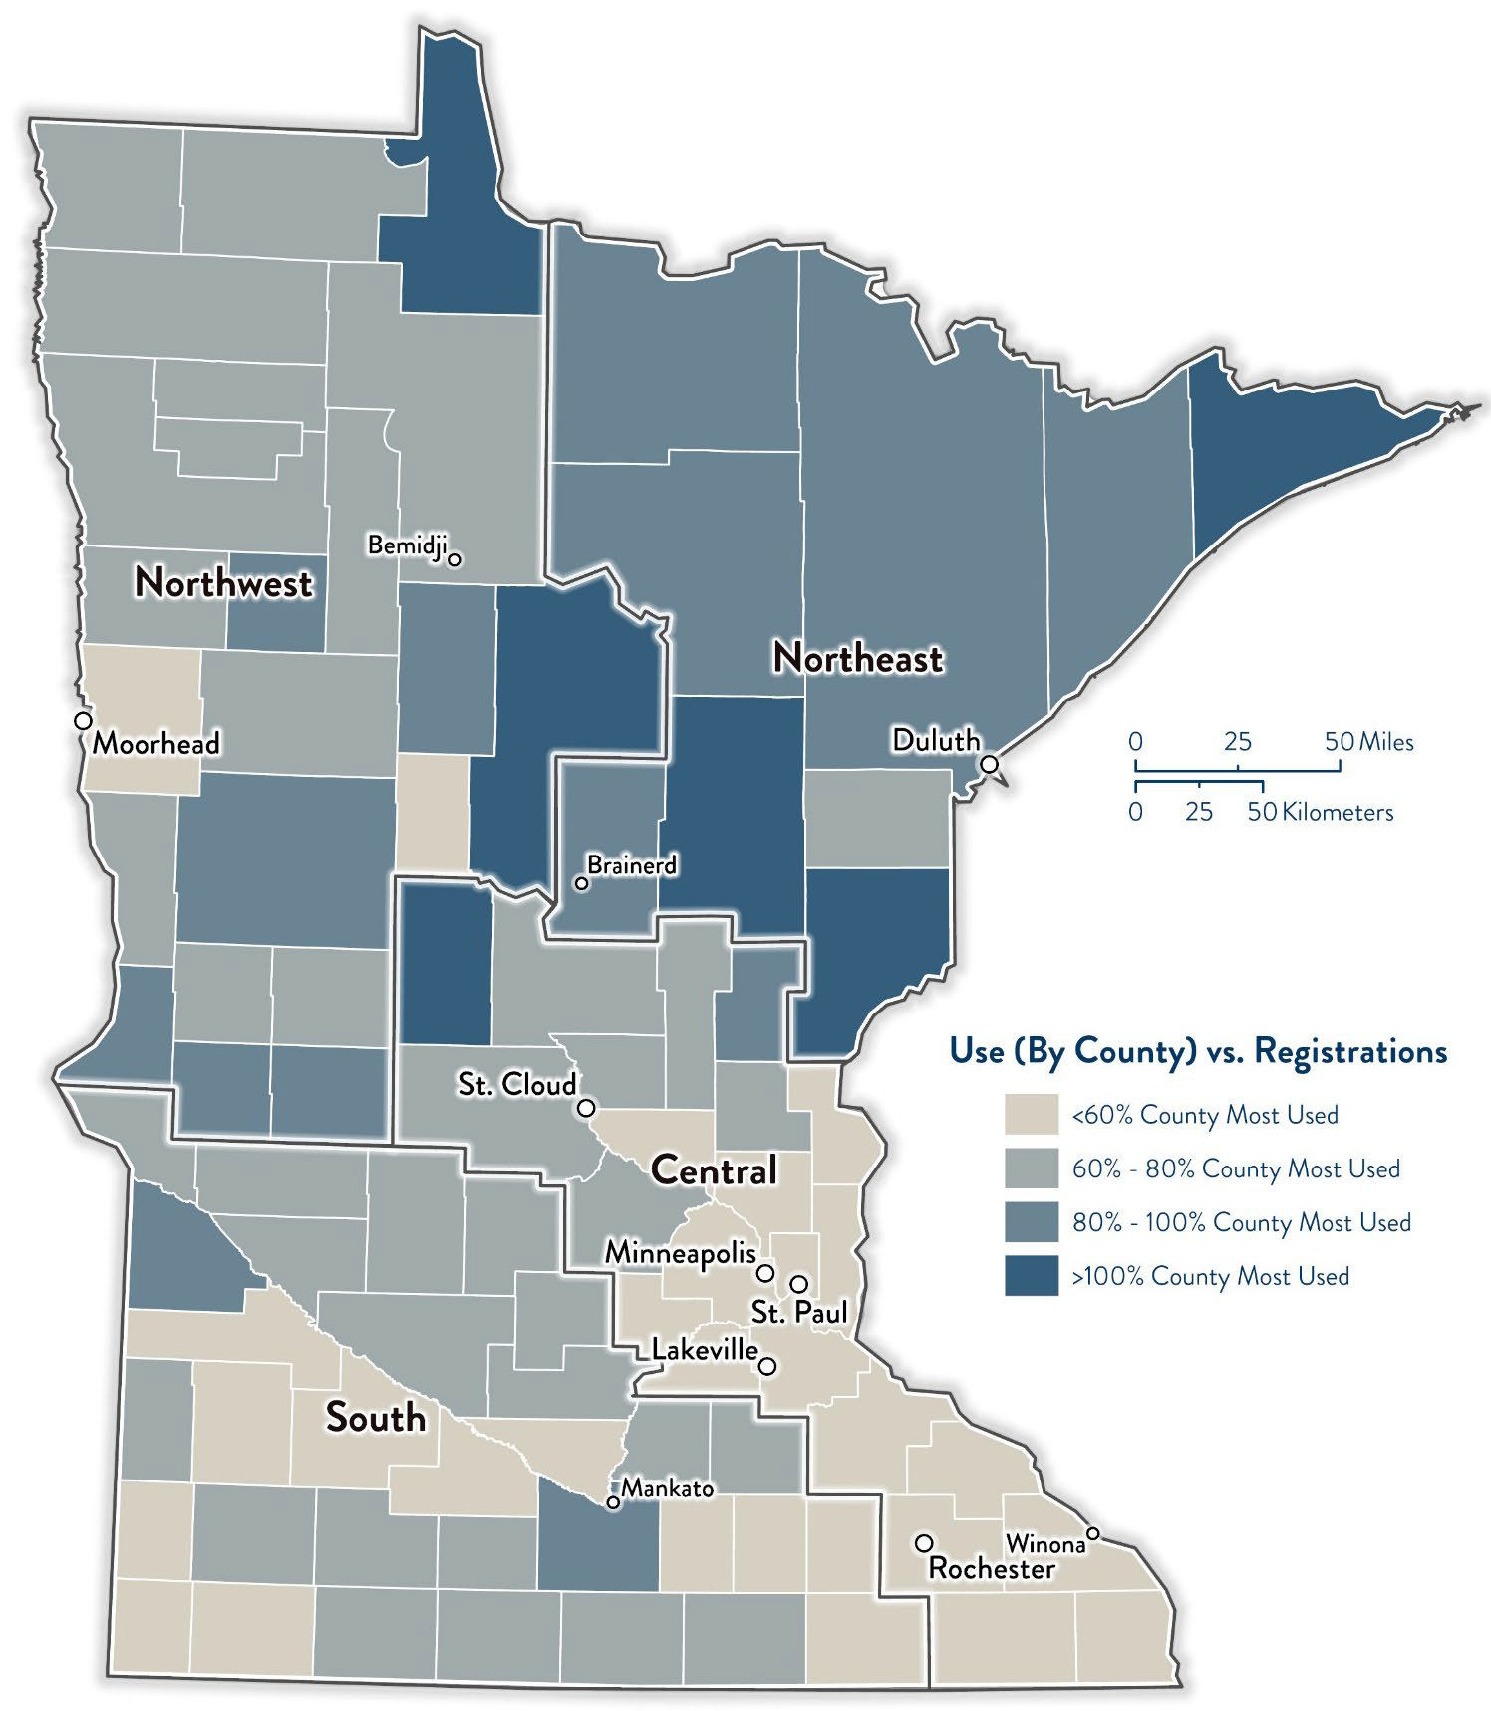 Bemidji
Northwest
Northeast
Moorhead
Duluth
0 25 50 Miles
0 25 50 Kilometers
Brainerd
Use (By County) vs. Registrations
St. Cloud
<60% County Most Used
Central
60% - 80% County Most Used
80% - 100% County Most Used
Minneapolis
>100% County Most Used
St. Paul
Lakeville
South
Mankato
Winona
Rochester